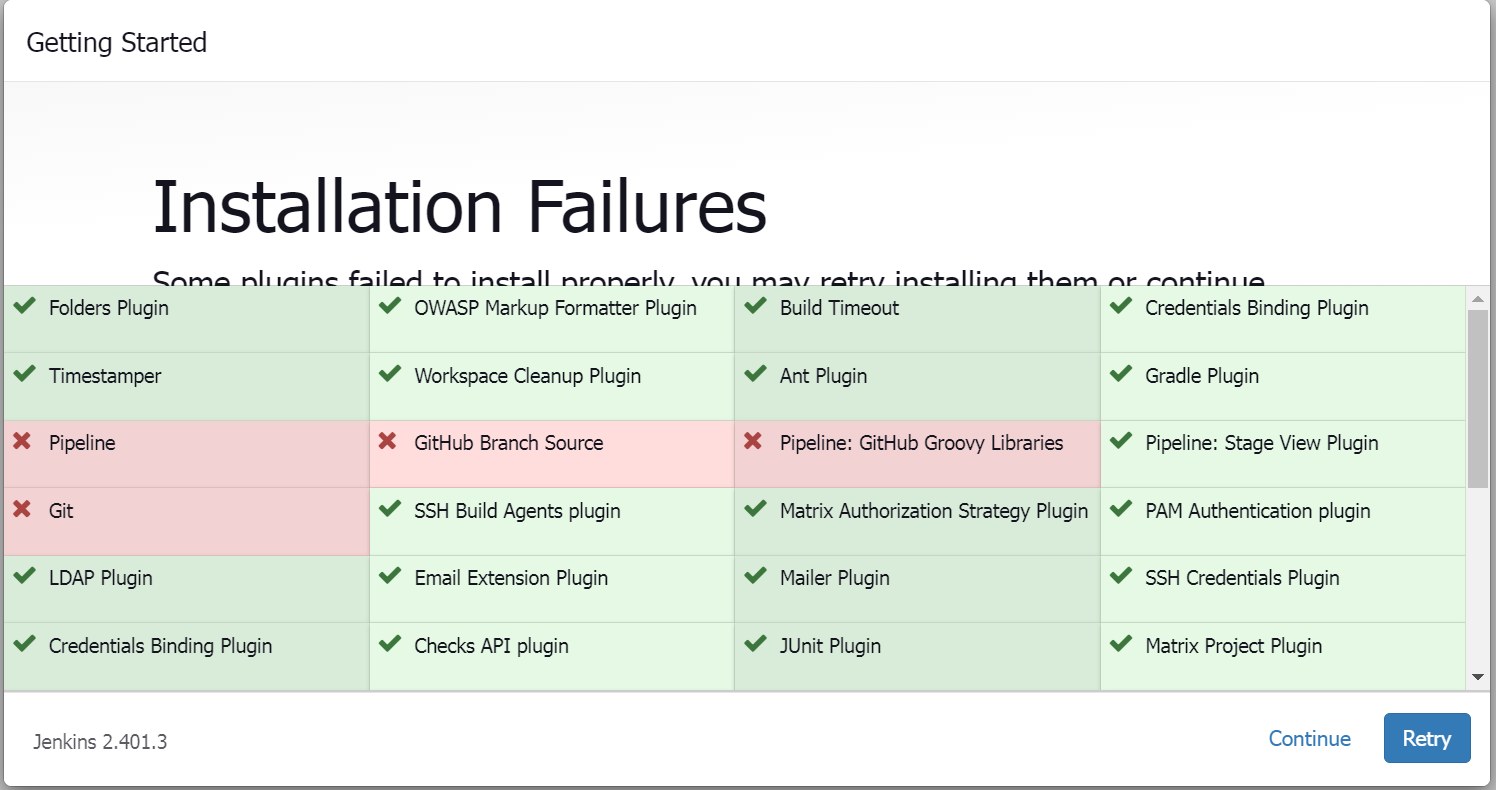 Getting Started
Installation Failures
Some plugins failed to install properly, you may retry installing them or continue
Folders Plugin OWASP Markup Formatter Plugin Build Timeout Credentials Binding Plugin
Timestamper Workspace Cleanup Plugin Ant Plugin Gradle Plugin
Pipeline GitHub Branch Source Pipeline: GitHub Groovy Libraries Pipeline: Stage View Plugin
Git SSH Build Agents plugin Matrix Authorization Strategy Plugin PAM Authentication plugin
LDAP Plugin Email Extension Plugin Mailer Plugin SSH Credentials Plugin
Credentials Binding Plugin Checks API plugin JUnit Plugin Matrix Project Plugin
Jenkins 2.401.3 Continue Retry